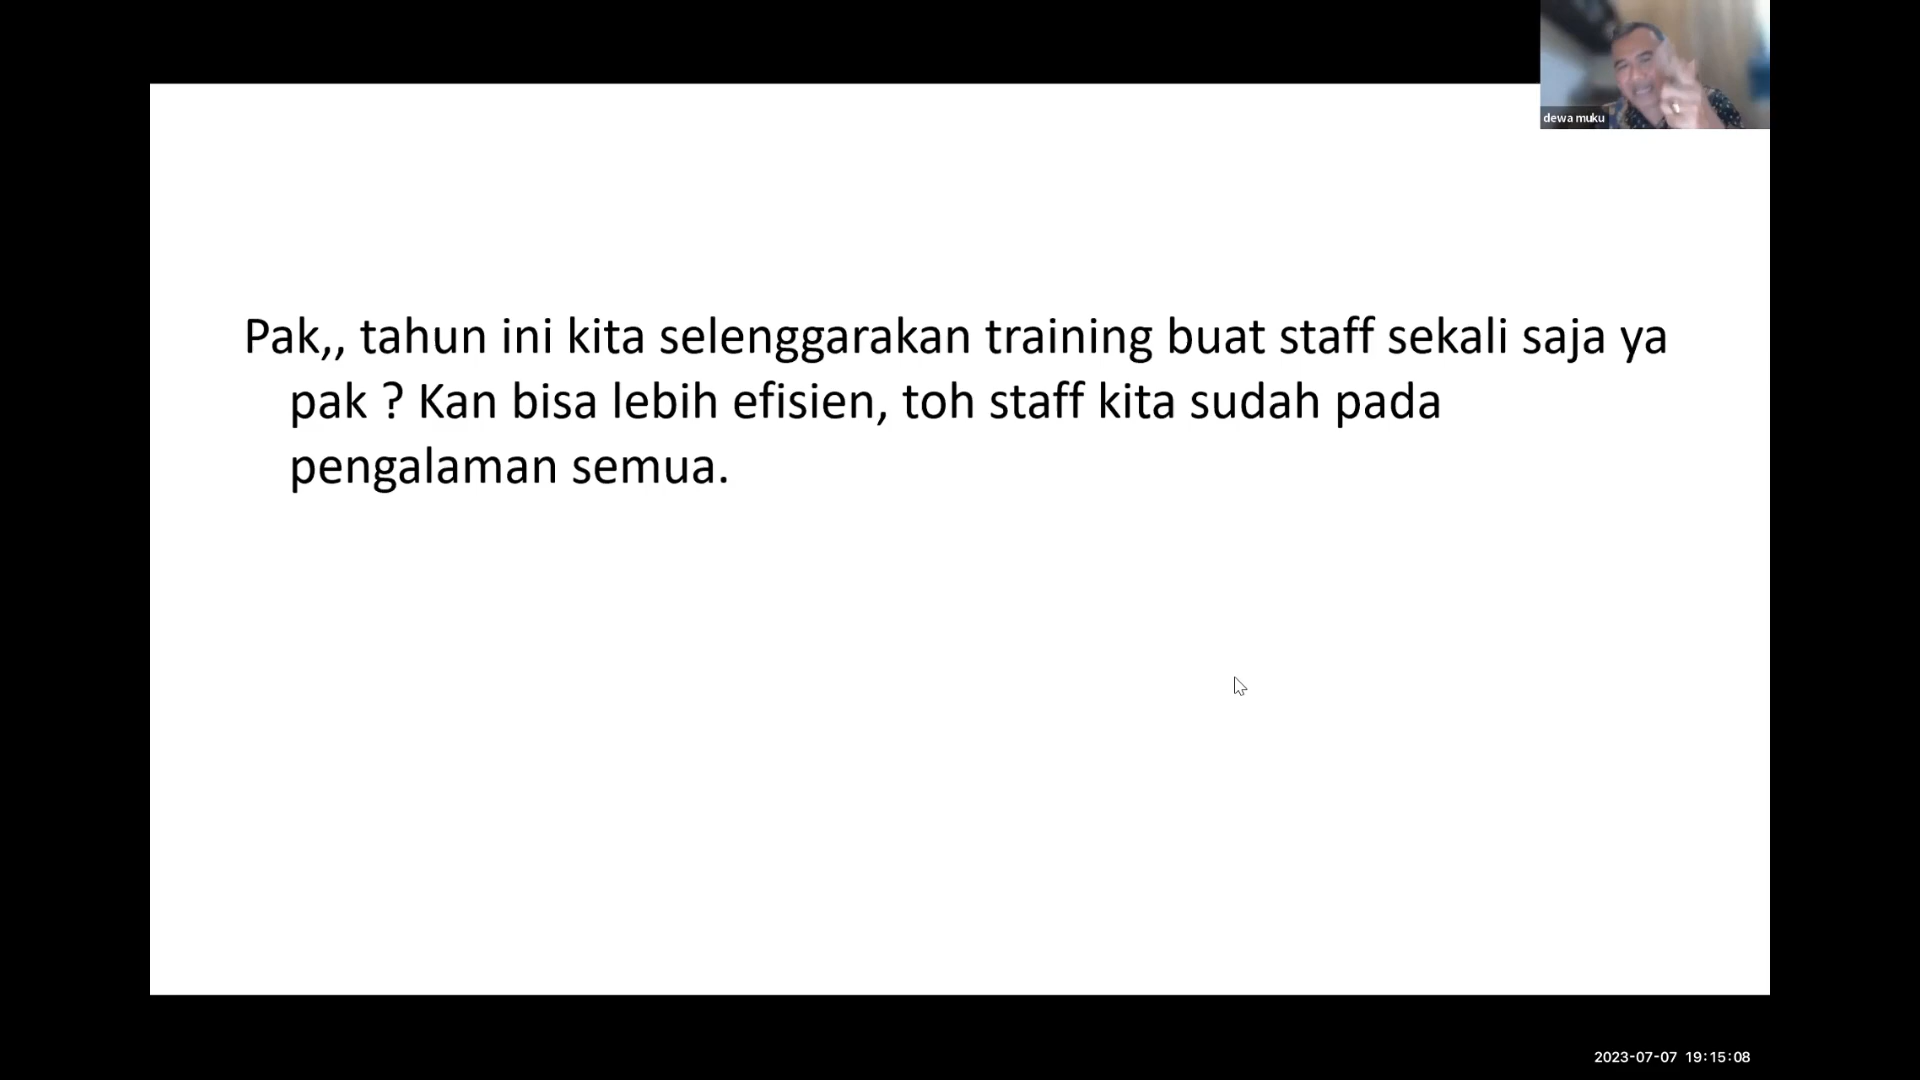 dewa muku
Pak,, tahun ini kita selenggarakan training buat staff sekali saja ya
pak ? Kan bisa lebih efisien, toh staff kita sudah pada
pengalaman semua.
2023-07-07 19:15:08